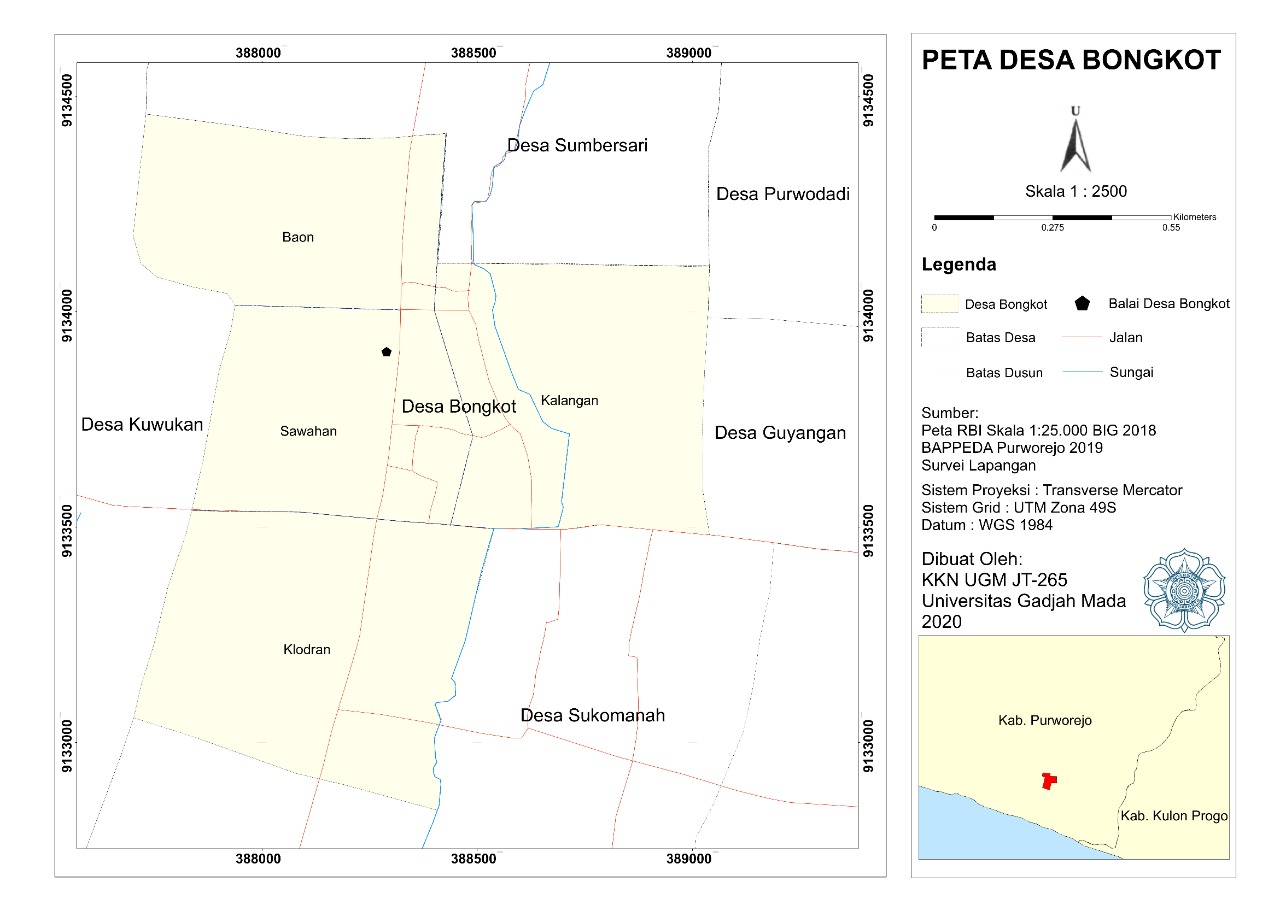 388000
388500
389000
9134500
9134500
Desa Sumbersari
Desa Purwodadi
Baon
9134000
9134000
Desa Bongkot
Kalangan
Desa Kuwukan
Sawahan
Desa Guyangan
9133500
9133500
Klodran
Desa Sukomanah
9133000
9133000
388000
388500
389000
PETA DESA BONGKOT
U
Skala 1 : 2500
Kilometers
0
0.275
0.55
Legenda
Desa Bongkot
Balai Desa Bongkot
Batas Desa
Jalan
Batas Dusun
Sungai
Sumber:
Peta RBI Skala 1:25.000 BIG 2018
BAPPEDA Purworejo 2019
Survei Lapangan
Sistem Proyeksi : Transverse Mercator
Sistem Grid : UTM Zona 49S
Datum : WGS 1984
Dibuat Oleh:
KKN UGM JT-265
Universitas Gadjah Mada
2020
Kab. Purworejo
Kab. Kulon Progo